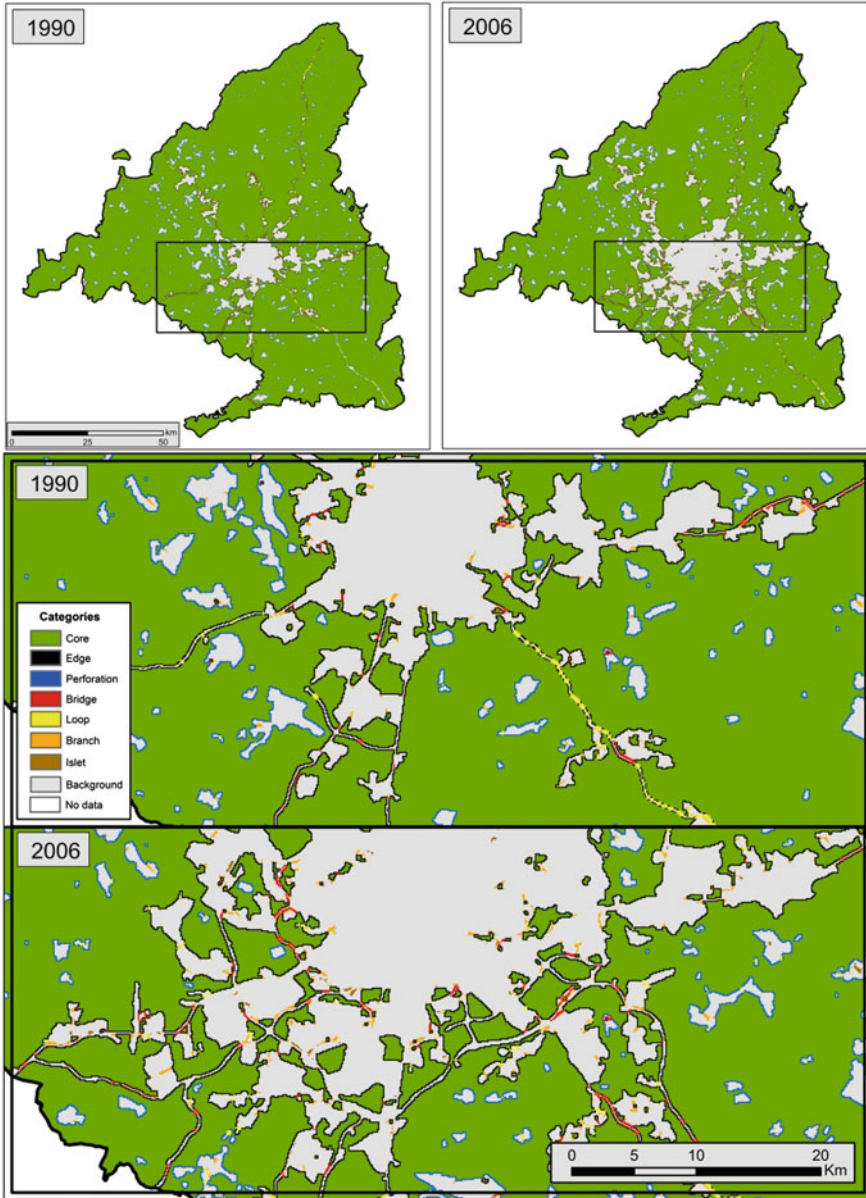 1990
2006
km
0 25 50
1990
Categories
Core
Edge
Perforation
Bridge
Loop
Branch
Islet
Background
No data
2006
0 5 10 20
Km